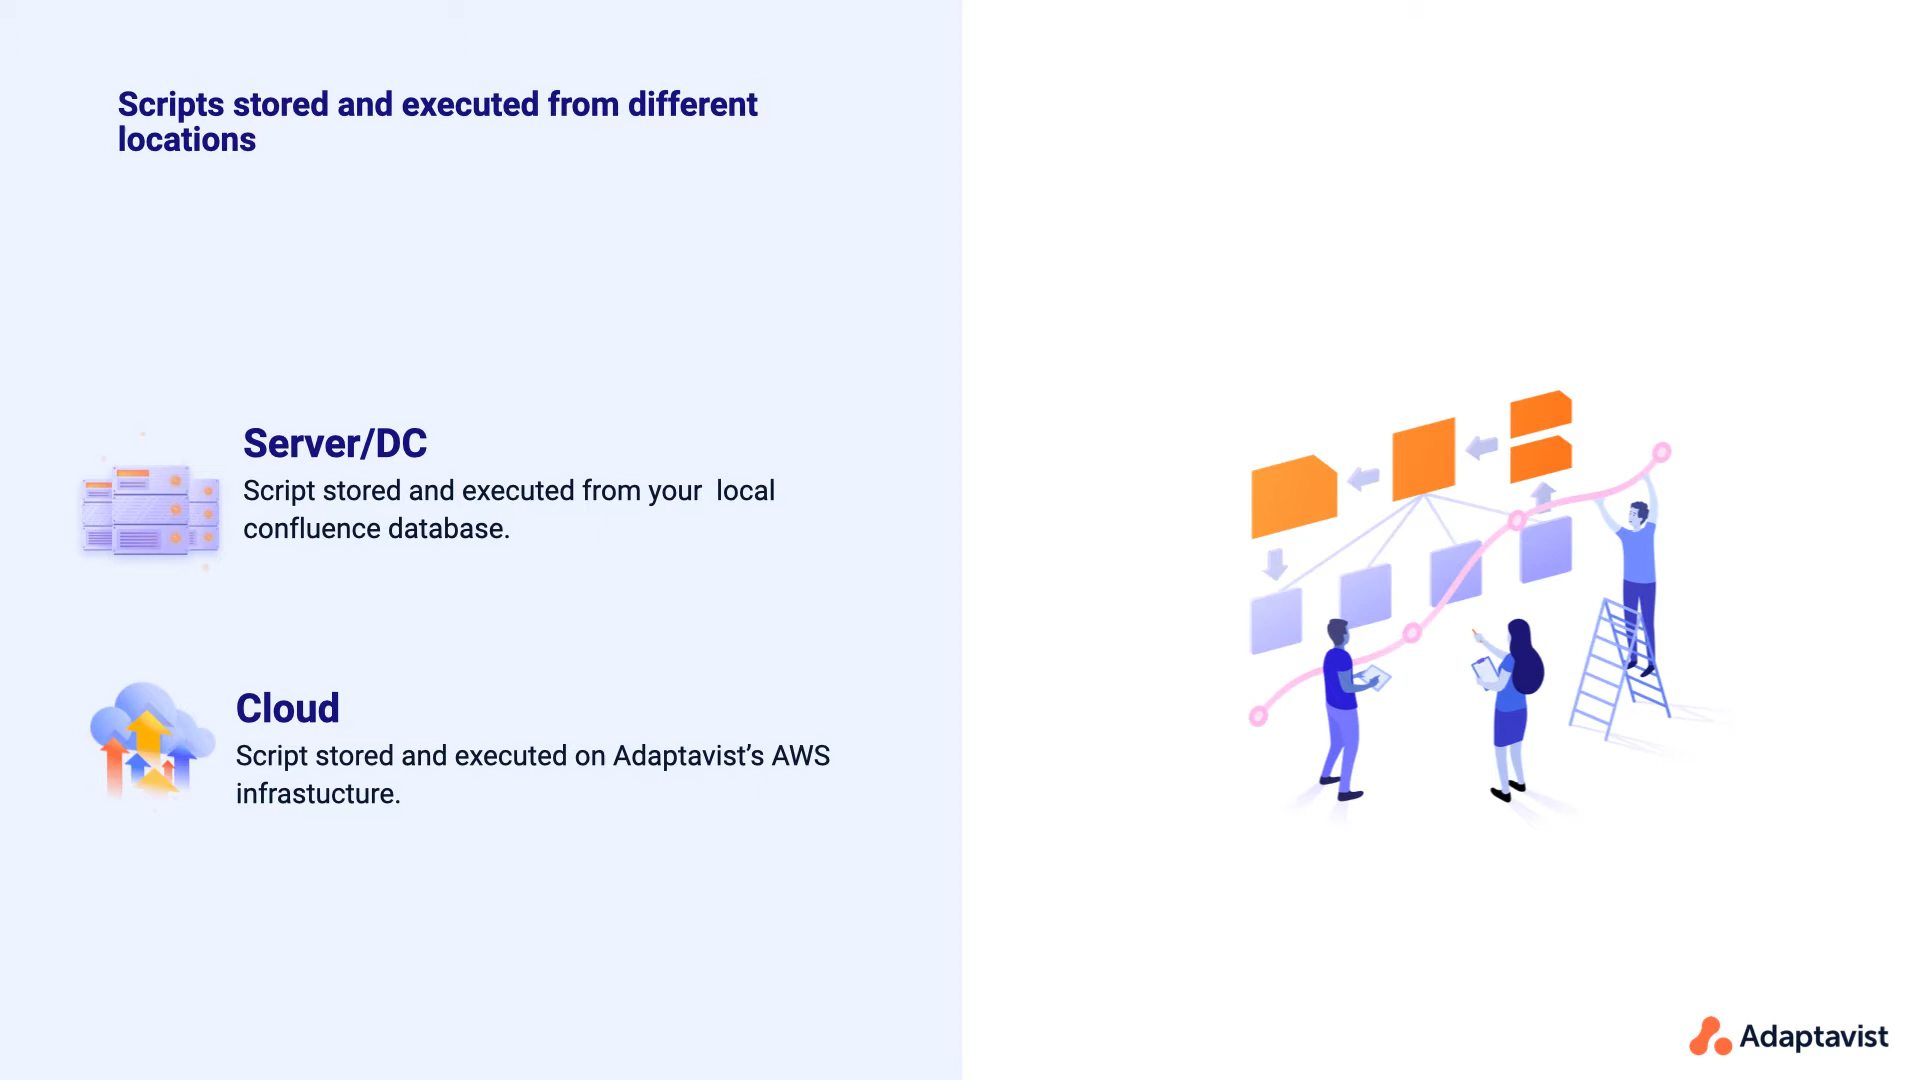 Scripts stored and executed from different
locations
Server/DC
Script stored and executed from your  local
confluence database.
Cloud
Script stored and executed on Adaptavist’s AWS
infrastucture.
Adaptavist